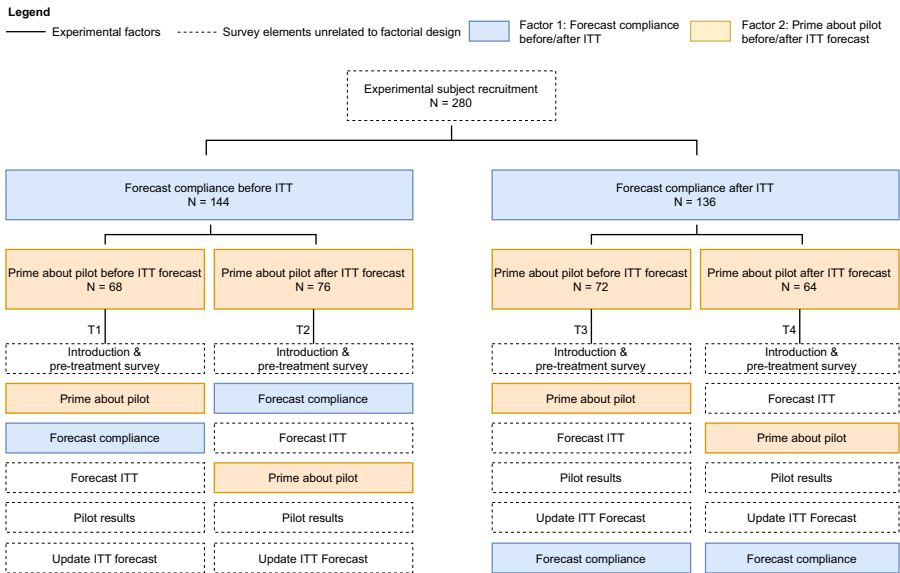 Legend
Experimental factors
Survey elements unrelated to factorial design
Factor 1: Forecast compliance
before/after ITT
Factor 2: Prime about pilot
before/after ITT forecast
Experimental subject recruitment
N = 280
Forecast compliance before ITT
N = 144
Forecast compliance after ITT
N = 136
Prime about pilot before ITT forecast
N = 68
Prime about pilot after ITT forecast
N = 76
Prime about pilot before ITT forecast
N = 72
Prime about pilot after ITT forecast
N = 64
T1
T2
T3
T4
Introduction &
pre-treatment survey
Introduction &
pre-treatment survey
Introduction &
pre-treatment survey
Introduction &
pre-treatment survey
Prime about pilot
Forecast compliance
Prime about pilot
Forecast ITT
Forecast compliance
Forecast ITT
Forecast ITT
Prime about pilot
Forecast ITT
Prime about pilot
Pilot results
Pilot results
Pilot results
Pilot results
Update ITT Forecast
Update ITT Forecast
Update ITT forecast
Update ITT Forecast
Forecast compliance
Forecast compliance